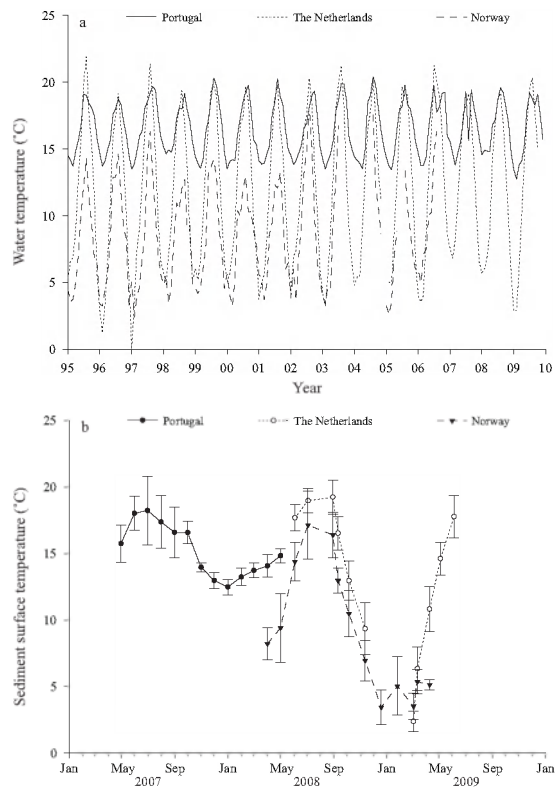 a
Portugal
The Netherlands
Norway
25
20
15
10
5
0
Water temperature (°C)
95 96 97 98 99 00 01 02 03 04 05 06 07 08 09 10
Year
b
Portugal
The Netherlands
Norway
25
20
15
10
5
0
Sediment surface temperature (°C)
Jan May Sep Jan May Sep Jan May Sep Jan
2007 2008 2009